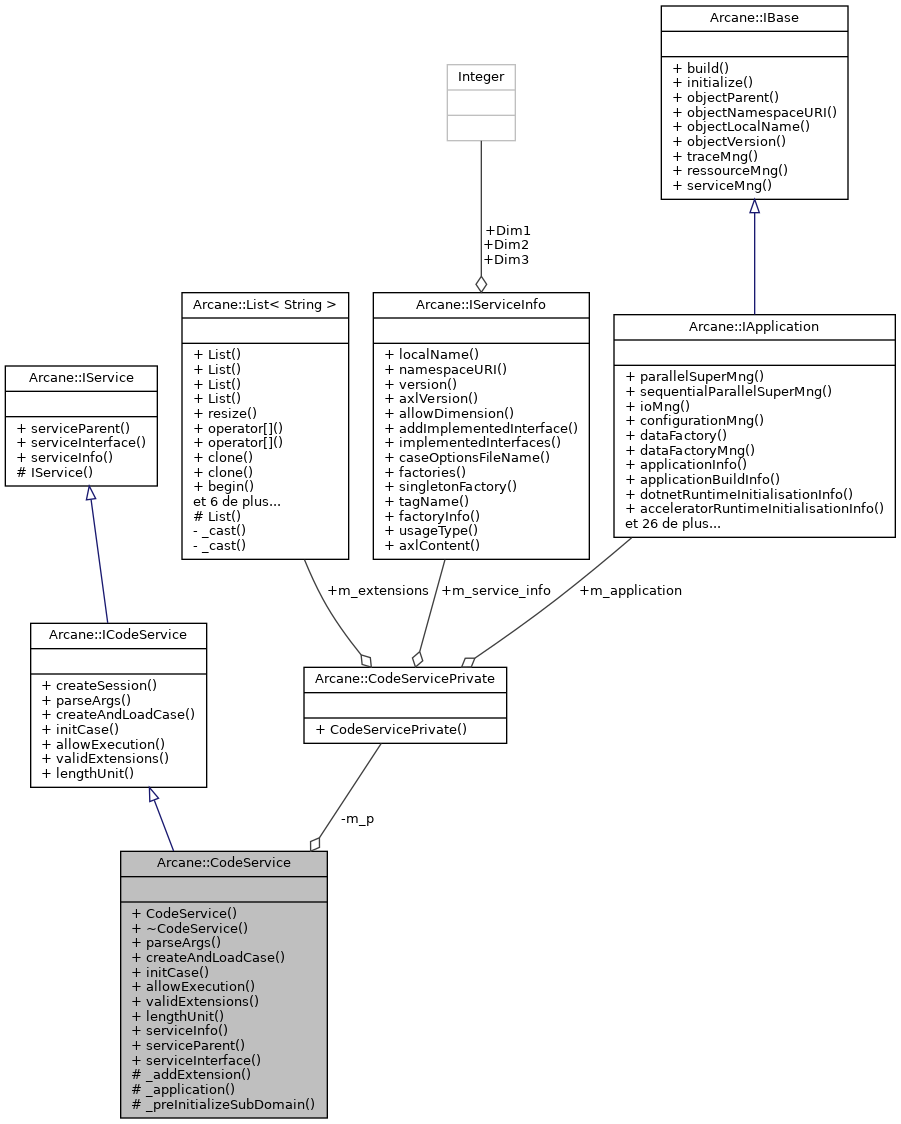 Arcane::IBase
+ build()
+ initialize()
+ objectParent()
+ objectNamespaceURI()
+ objectLocalName()
+ objectVersion()
+ traceMng()
+ ressourceMng()
+ serviceMng()
Integer
+Dim1
+Dim2
+Dim3
Arcane::List< String >
+ List()
+ List()
+ List()
+ List()
+ resize()
+ operator[]()
+ operator[]()
+ clone()
+ clone()
+ begin()
et 6 de plus...
# List()
- _cast()
- _cast()
Arcane::IServiceInfo
+ localName()
+ namespaceURI()
+ version()
+ axlVersion()
+ allowDimension()
+ addImplementedInterface()
+ implementedInterfaces()
+ caseOptionsFileName()
+ factories()
+ singletonFactory()
+ tagName()
+ factoryInfo()
+ usageType()
+ axlContent()
Arcane::IApplication
+ parallelSuperMng()
+ sequentialParallelSuperMng()
+ ioMng()
+ configurationMng()
+ dataFactory()
+ dataFactoryMng()
+ applicationInfo()
+ applicationBuildInfo()
+ dotnetRuntimeInitialisationInfo()
+ acceleratorRuntimeInitialisationInfo()
et 26 de plus...
Arcane::IService
+ serviceParent()
+ serviceInterface()
+ serviceInfo()
# IService()
+m_extensions
+m_service_info
+m_application
Arcane::ICodeService
+ createSession()
+ parseArgs()
+ createAndLoadCase()
+ initCase()
+ allowExecution()
+ validExtensions()
+ lengthUnit()
Arcane::CodeServicePrivate
+ CodeServicePrivate()
-m_p
Arcane::CodeService
+ CodeService()
+ ~CodeService()
+ parseArgs()
+ createAndLoadCase()
+ initCase()
+ allowExecution()
+ validExtensions()
+ lengthUnit()
+ serviceInfo()
+ serviceParent()
+ serviceInterface()
# _addExtension()
# _application()
# _preInitializeSubDomain()